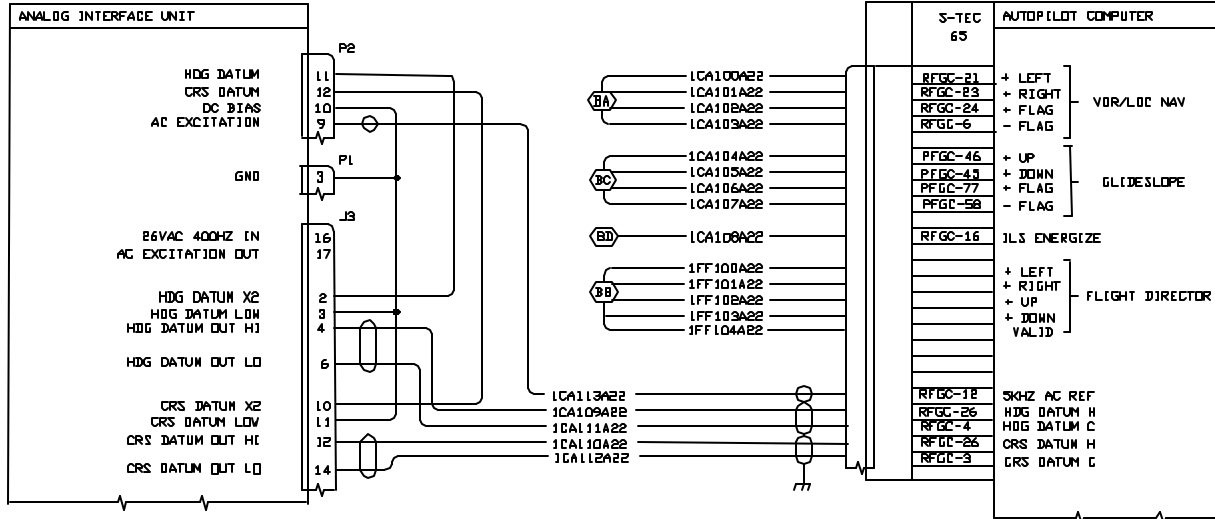 ANALOG INTERFACE UNIT
P2
HDG DATUM 11
CRS DATUM 12
DC BIAS 10
AC EXCITATION 9
P1
GND 3
J3
26VAC 400HZ IN 16
AC EXCITATION OUT 17
HDG DATUM X2 2
HDG DATUM LOW 3
HDG DATUM OUT HI 4
HDG DATUM OUT LO 6
CRS DATUM X2 10
CRS DATUM LOW 11
CRS DATUM OUT HI 12
CRS DATUM OUT LO 14
BA
1CA100A22
1CA101A22
1CA102A22
1CA103A22
BC
1CA104A22
1CA105A22
1CA106A22
1CA107A22
BD
1CA108A22
BB
1FF100A22
1FF101A22
1FF102A22
1FF103A22
1FF104A22
1CA113A22
1CA109A22
1CA111A22
1CA110A22
1CA112A22
S-TEC
65
AUTOPILOT COMPUTER
RFGC-21 + LEFT
RFGC-23 + RIGHT
RFGC-24 + FLAG
RFGC-6 - FLAG
VOR/LOC NAV
PFGC-46 + UP
PFGC-45 + DOWN
PFGC-77 + FLAG
PFGC-58 - FLAG
GLIDESLOPE
RFGC-16 ILS ENERGIZE
+ LEFT
+ RIGHT
+ UP
+ DOWN
VALID
FLIGHT DIRECTOR
RFGC-12 5KHZ AC REF
RFGC-26 HDG DATUM H
RFGC-4 HDG DATUM C
RFGC-26 CRS DATUM H
RFGC-3 CRS DATUM C